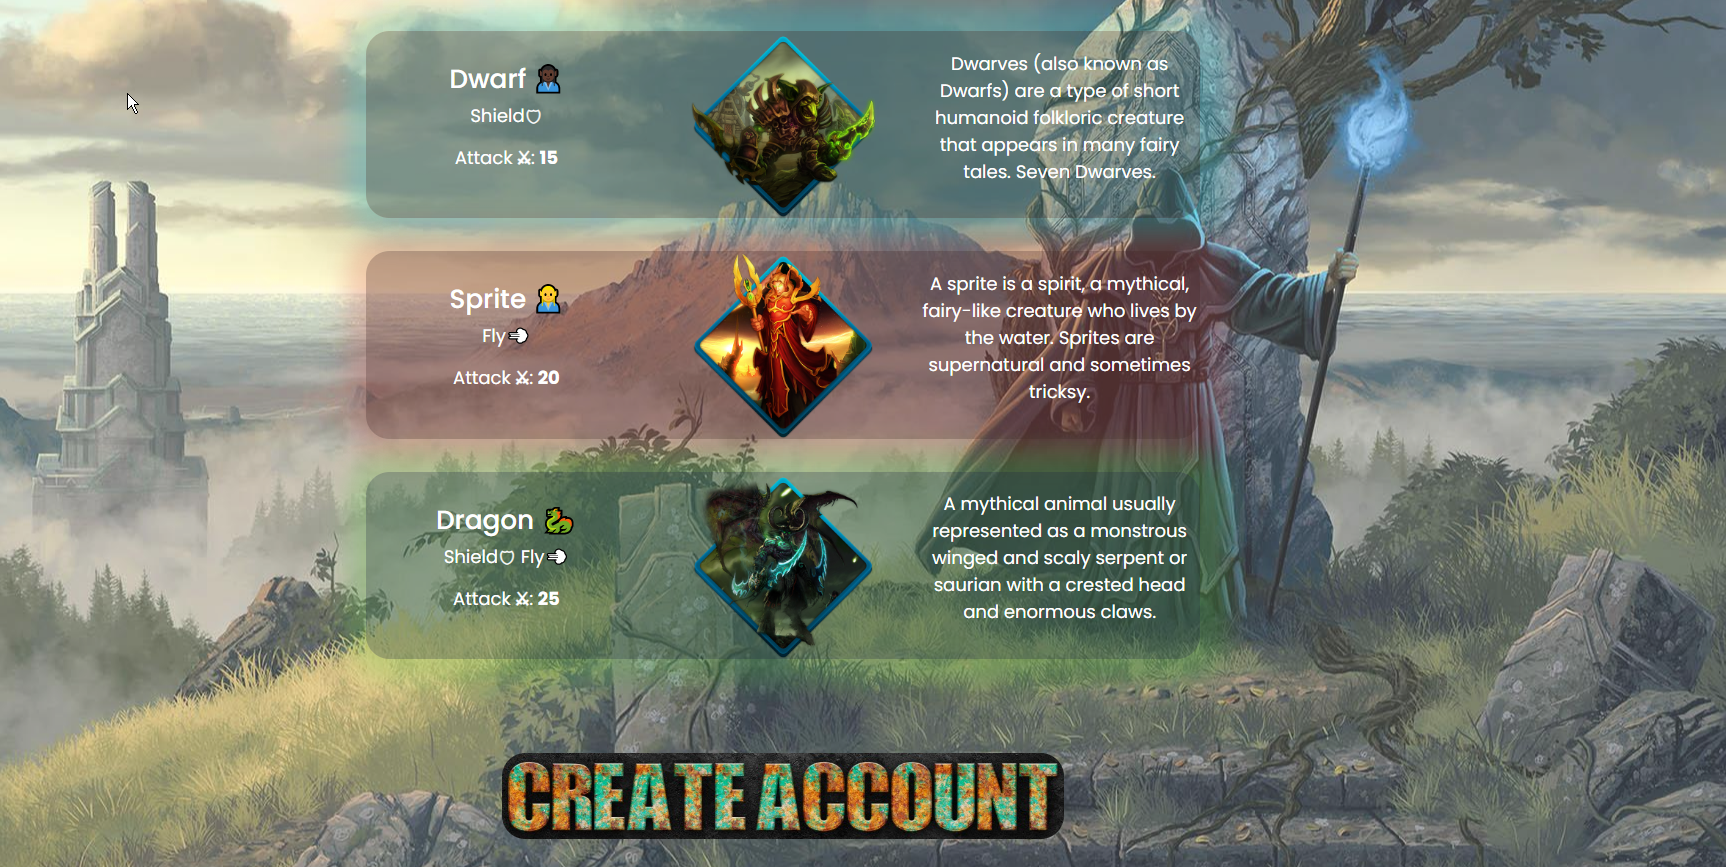 Dwarf
Shield
Attack : 15
Dwarves (also known as
Dwarfs) are a type of short
humanoid folkloric creature
that appears in many fairy
tales. Seven Dwarves.
Sprite
Fly
Attack : 20
A sprite is a spirit, a mythical,
fairy-like creature who lives by
the water. Sprites are
supernatural and sometimes
tricksy.
Dragon
Shield Fly
Attack : 25
A mythical animal usually
represented as a monstrous
winged and scaly serpent or
saurian with a crested head
and enormous claws.
CREATE ACCOUNT